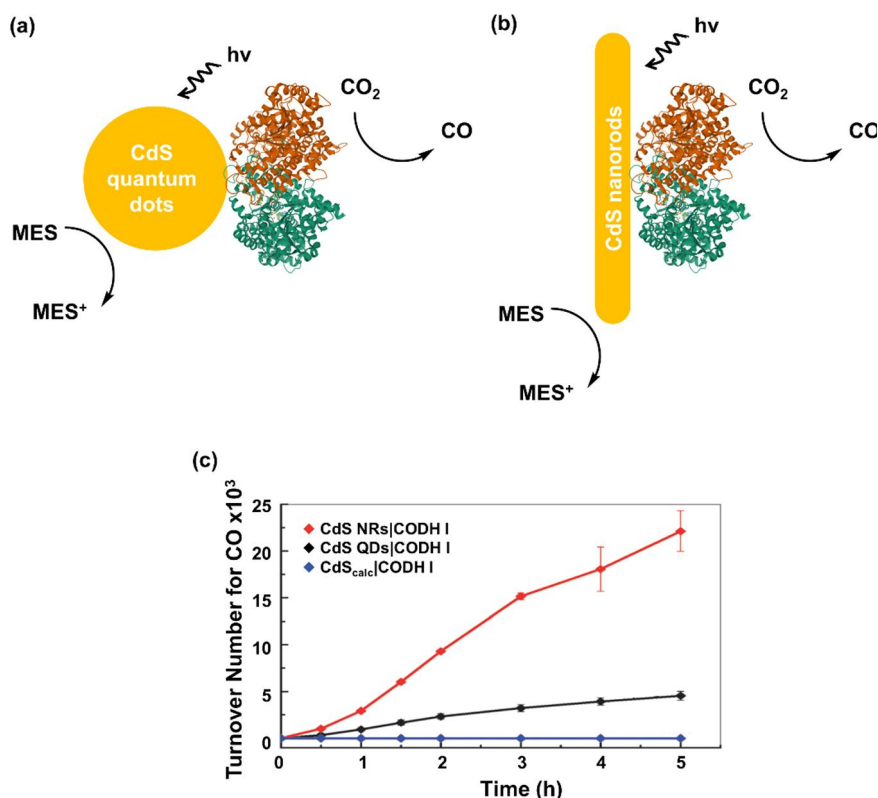 (a)
hν
CdS
quantum
dots
CO₂
CO
MES
MES⁺
(b)
hν
CdS nanorods
CO₂
CO
MES
MES⁺
(c)
Turnover Number for CO x10³
25
20
15
10
5
0
CdS NRs|CODH I
CdS QDs|CODH I
CdS_calc|CODH I
0 1 2 3 4 5
Time (h)